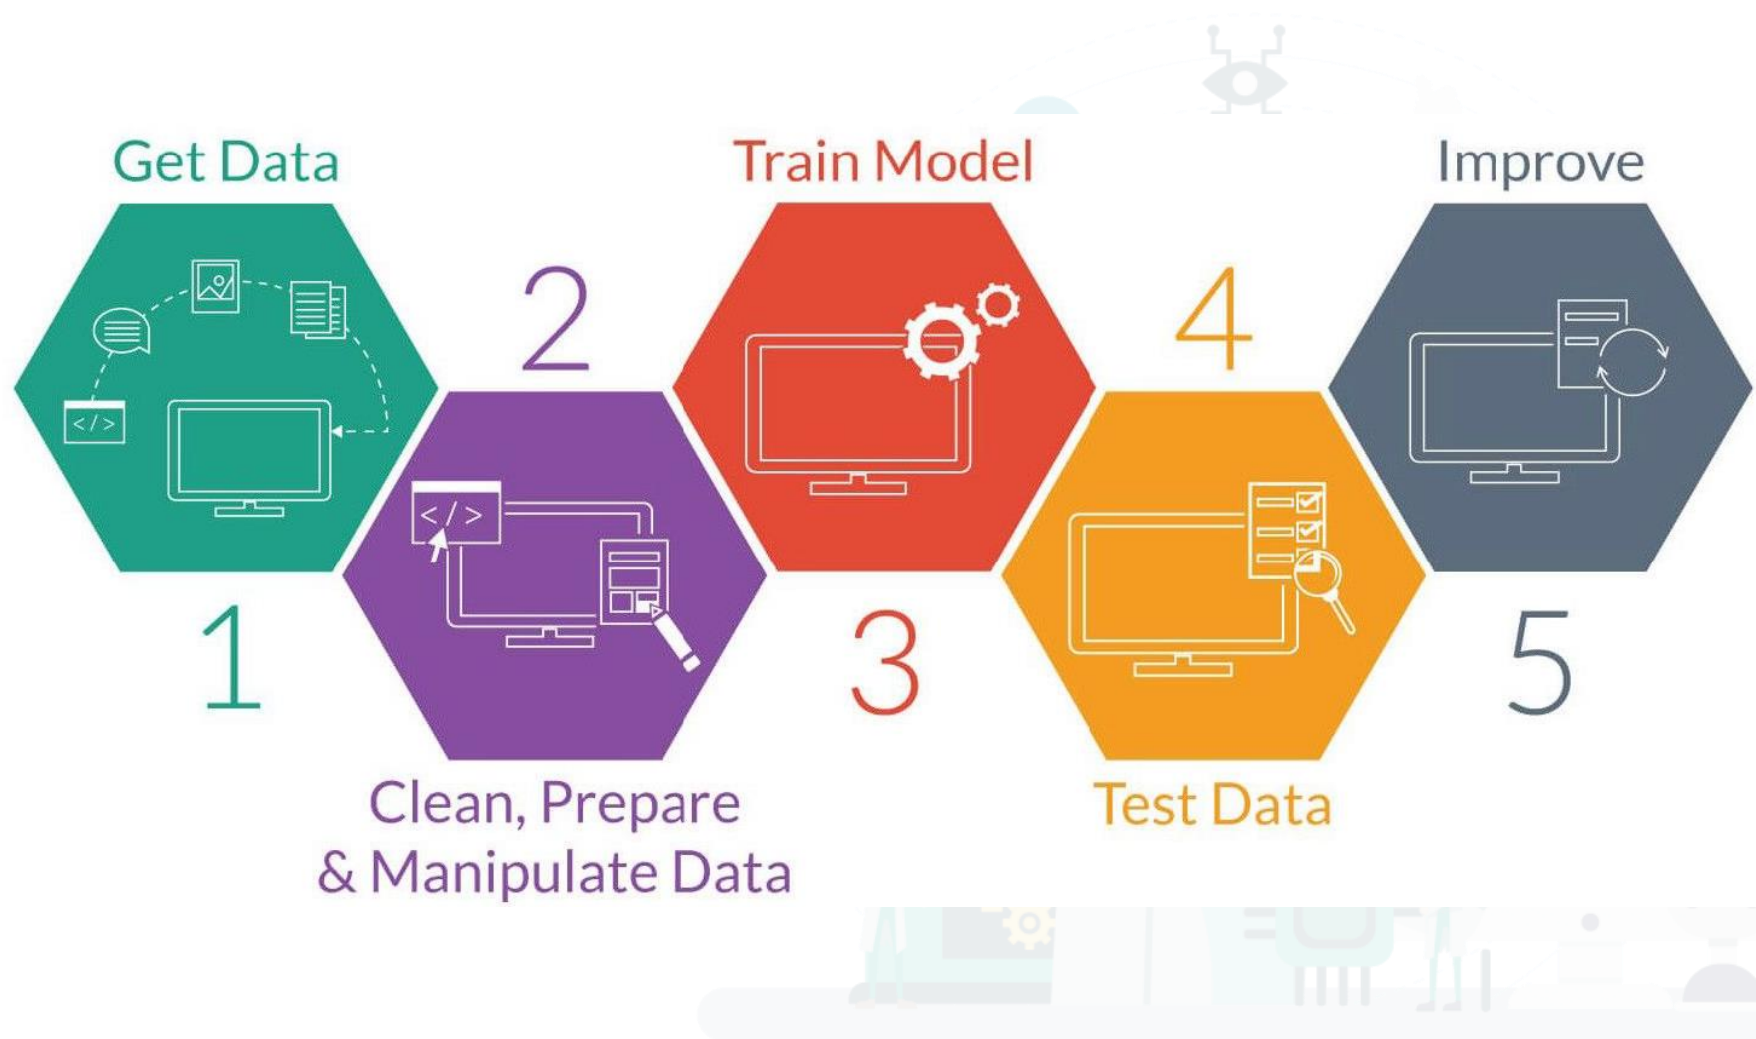 Get Data
1
</>
2
</>
Clean, Prepare
& Manipulate Data
Train Model
3
4
Test Data
Improve
5